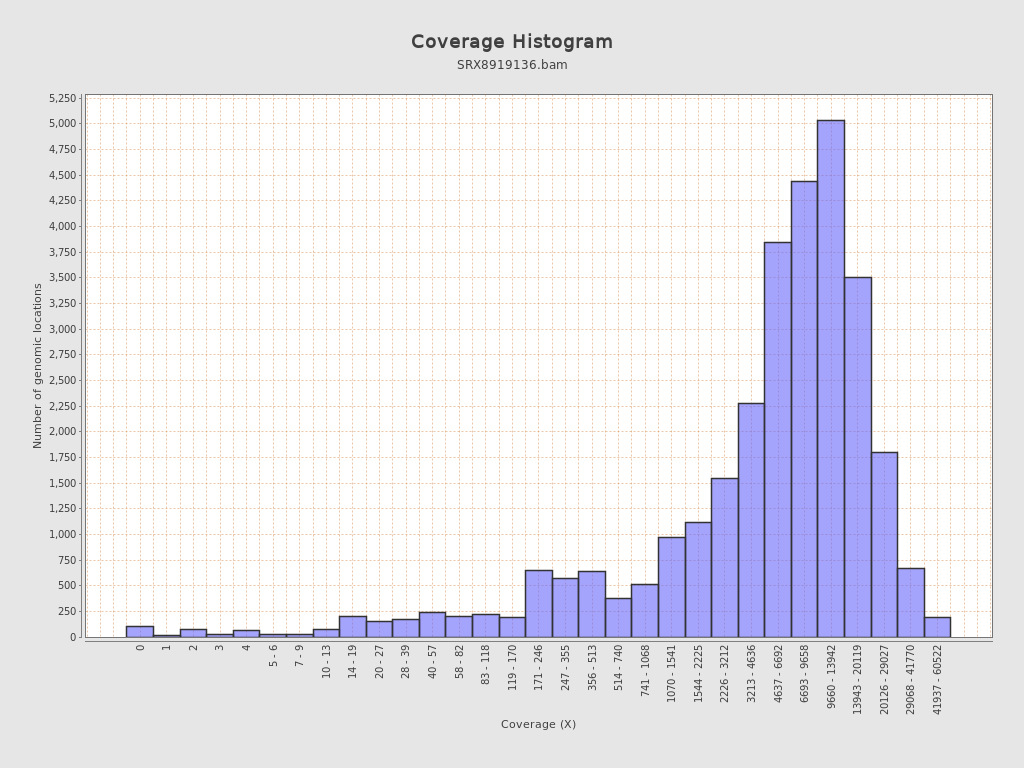 Coverage Histogram
SRX8919136.bam
5,250
5,000
4,750
4,500
4,250
4,000
3,750
3,500
3,250
3,000
2,750
2,500
2,250
2,000
1,750
1,500
1,250
1,000
750
500
250
0
Number of genomic locations
0
1
2
3
4
5 - 6
7 - 9
10 - 13
14 - 19
20 - 27
28 - 39
40 - 57
58 - 82
83 - 118
119 - 170
171 - 246
247 - 355
356 - 513
514 - 740
741 - 1068
1070 - 1541
1544 - 2225
2226 - 3212
3213 - 4636
4637 - 6692
6693 - 9658
9660 - 13942
13943 - 20119
20126 - 29027
29068 - 41770
41937 - 60522
Coverage (X)